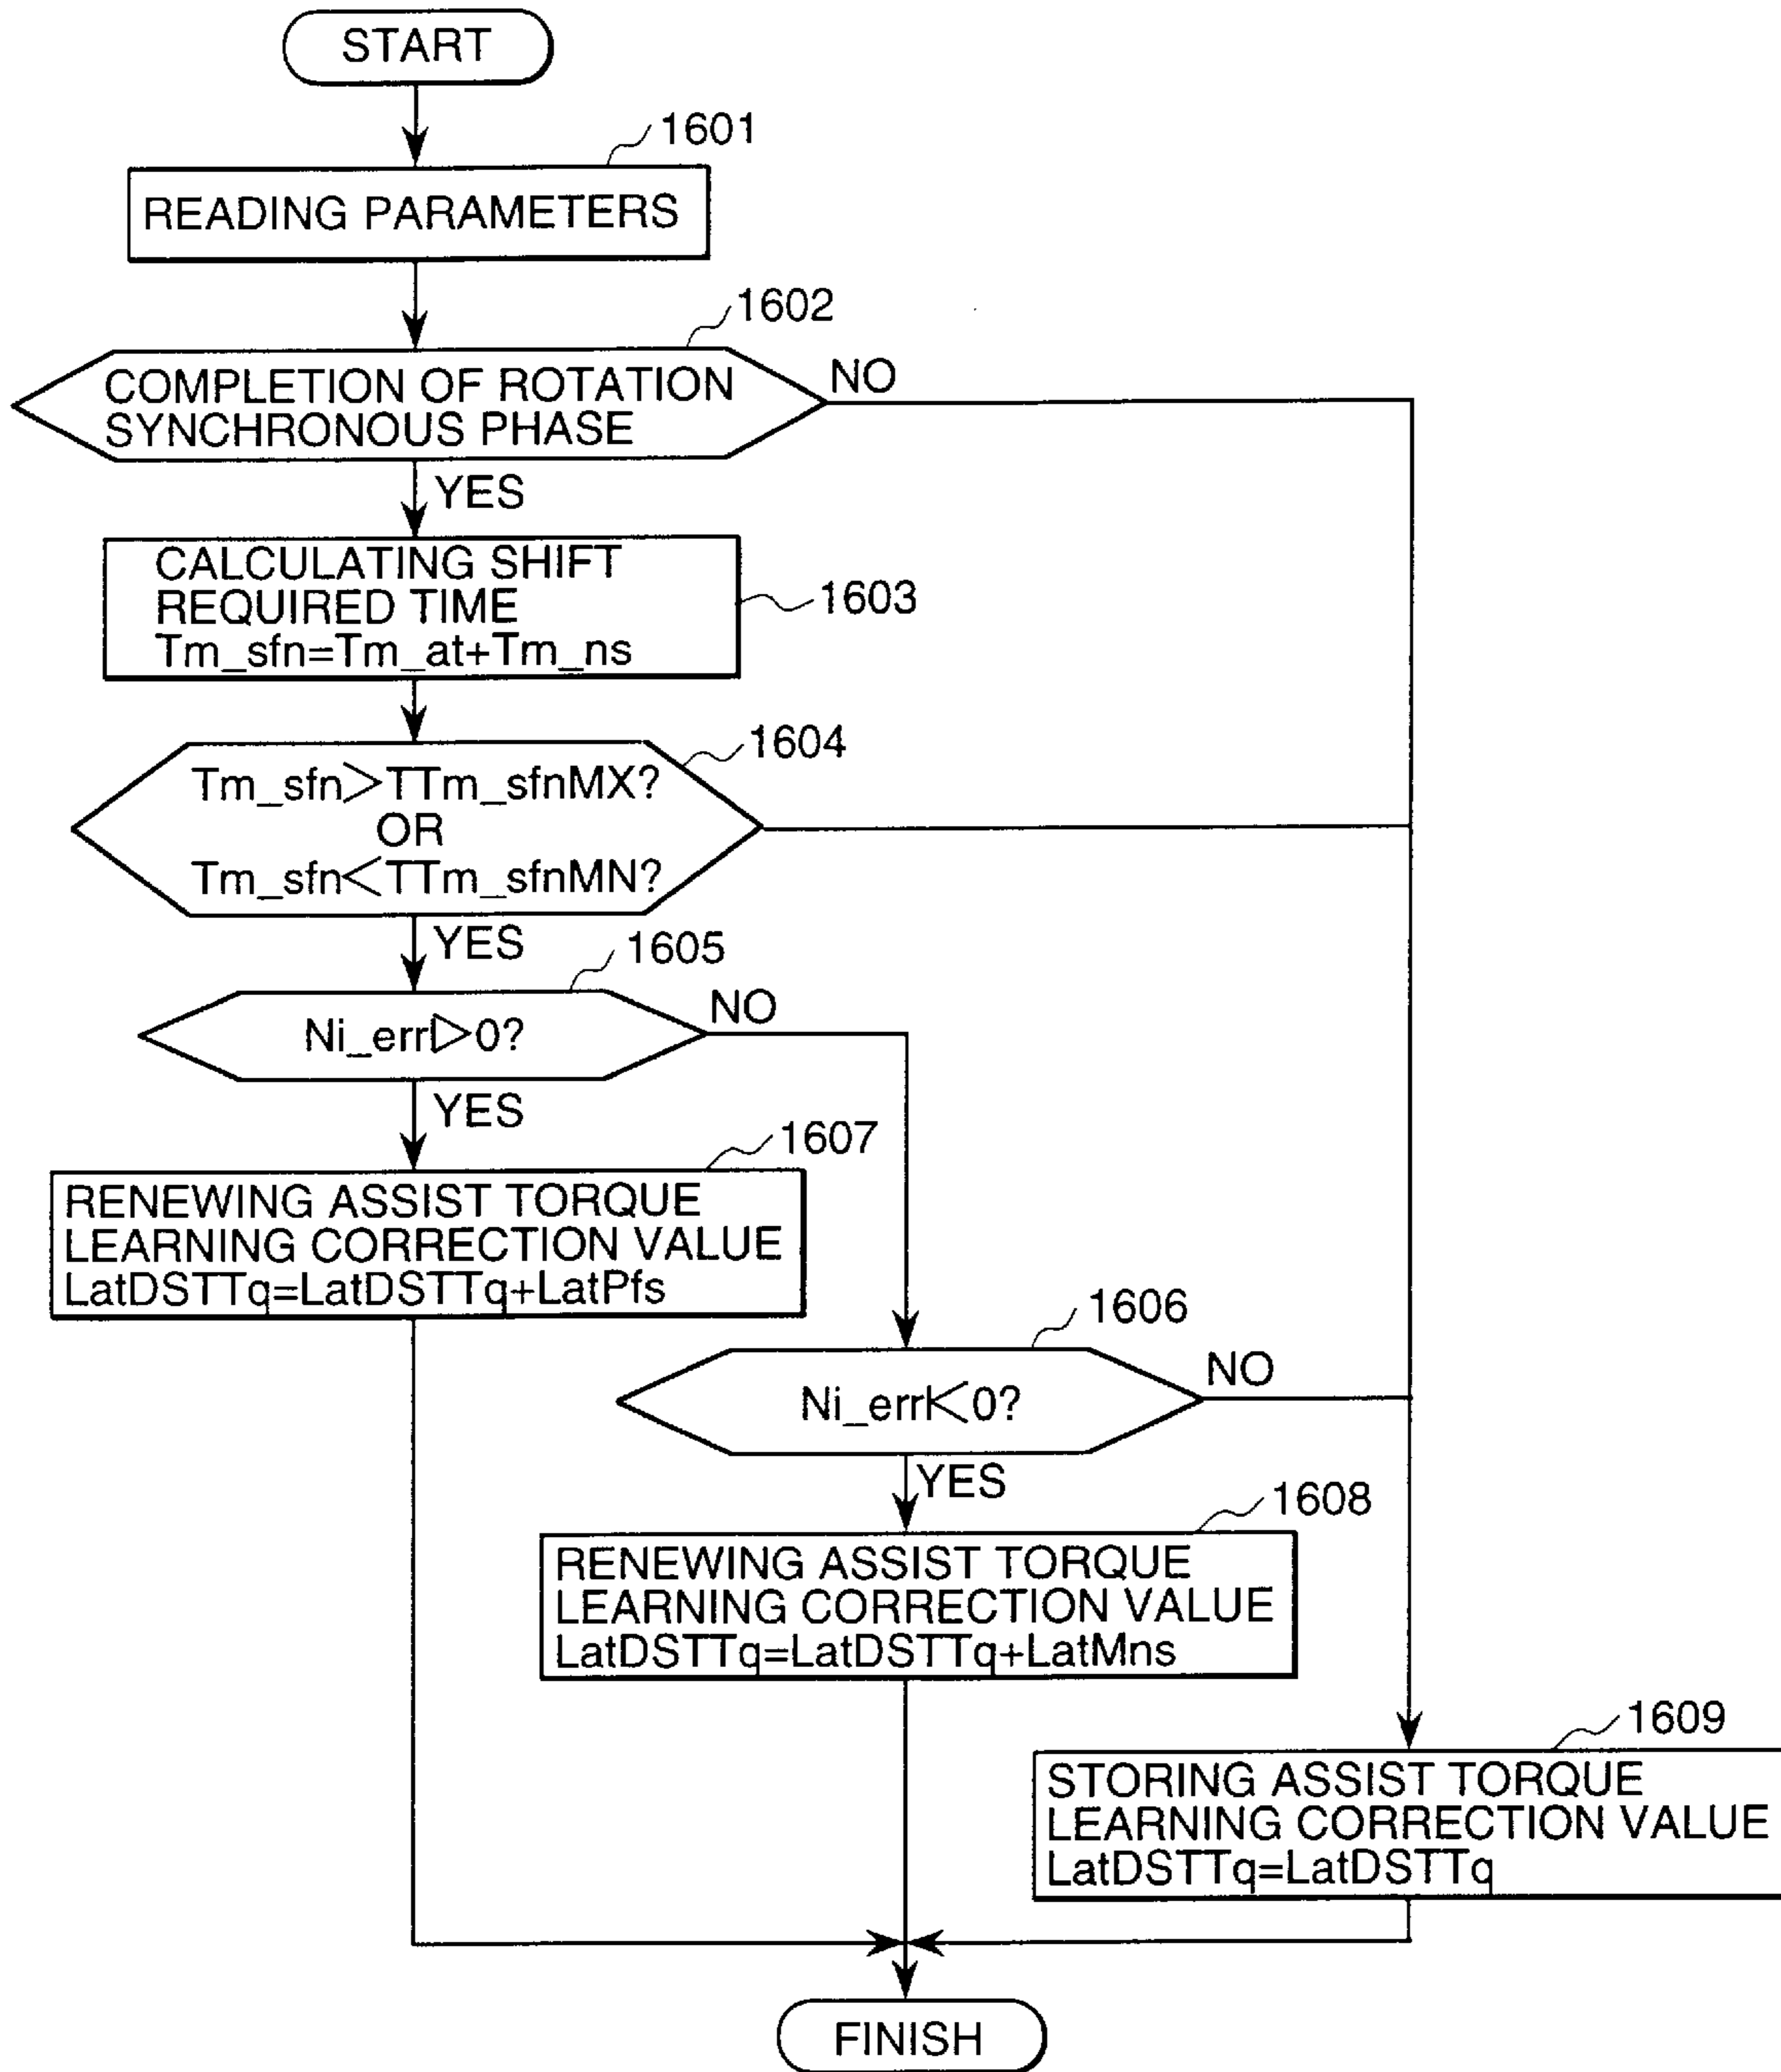 START
1601
READING PARAMETERS
1602
COMPLETION OF ROTATION
SYNCHRONOUS PHASE
NO
YES
CALCULATING SHIFT
REQUIRED TIME
Tm_sfn=Tm_at+Tm_ns
1603
1604
Tm_sfn>TTm_sfnMX?
OR
Tm_sfn<TTm_sfnMN?
YES
1605
Ni_errl>0?
NO
YES
1607
RENEWING ASSIST TORQUE
LEARNING CORRECTION VALUE
LatDSTTq=LatDSTTq+LatPfs
1606
Ni_errl<0?
NO
YES
1608
RENEWING ASSIST TORQUE
LEARNING CORRECTION VALUE
LatDSTTq=LatDSTTq+LatMns
1609
STORING ASSIST TORQUE
LEARNING CORRECTION VALUE
LatDSTTq=LatDSTTq
FINISH